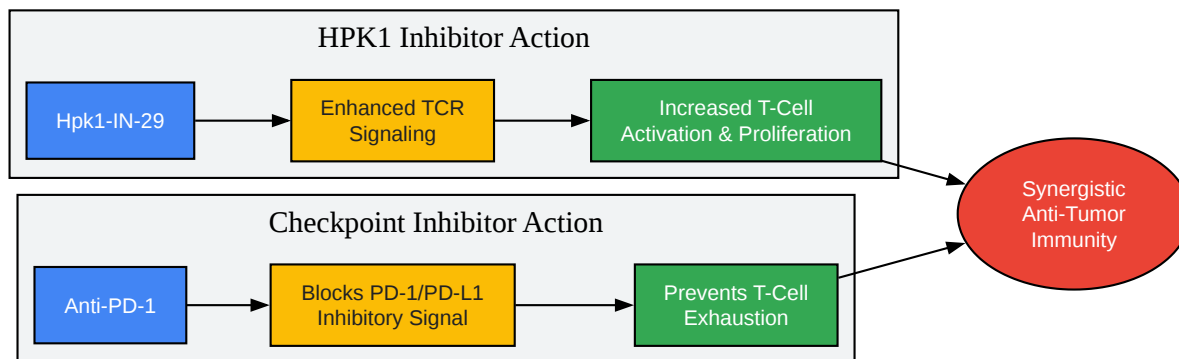 HPK1 Inhibitor Action
Hpk1-IN-29
Enhanced TCR
Signaling
Increased T-Cell
Activation & Proliferation
Checkpoint Inhibitor Action
Anti-PD-1
Blocks PD-1/PD-L1
Inhibitory Signal
Prevents T-Cell
Exhaustion
Synergistic
Anti-Tumor
Immunity